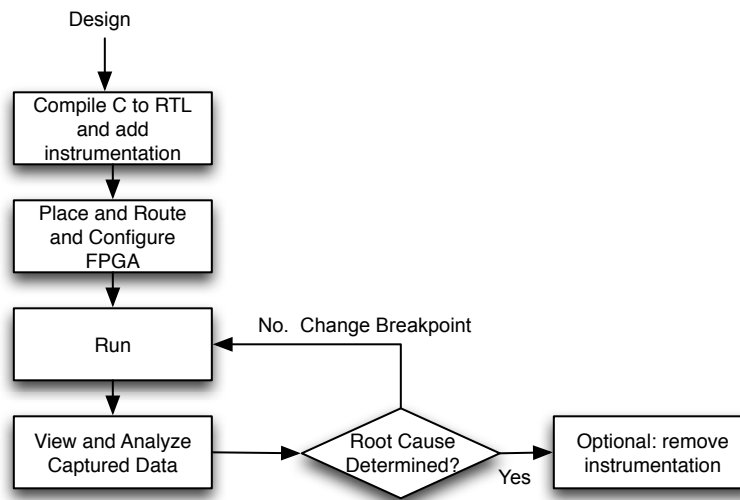 Design
Compile C to RTL
and add
instrumentation
Place and Route
and Configure
FPGA
No. Change Breakpoint
Run
View and Analyze
Captured Data
Root Cause
Determined?
Yes
Optional: remove
instrumentation